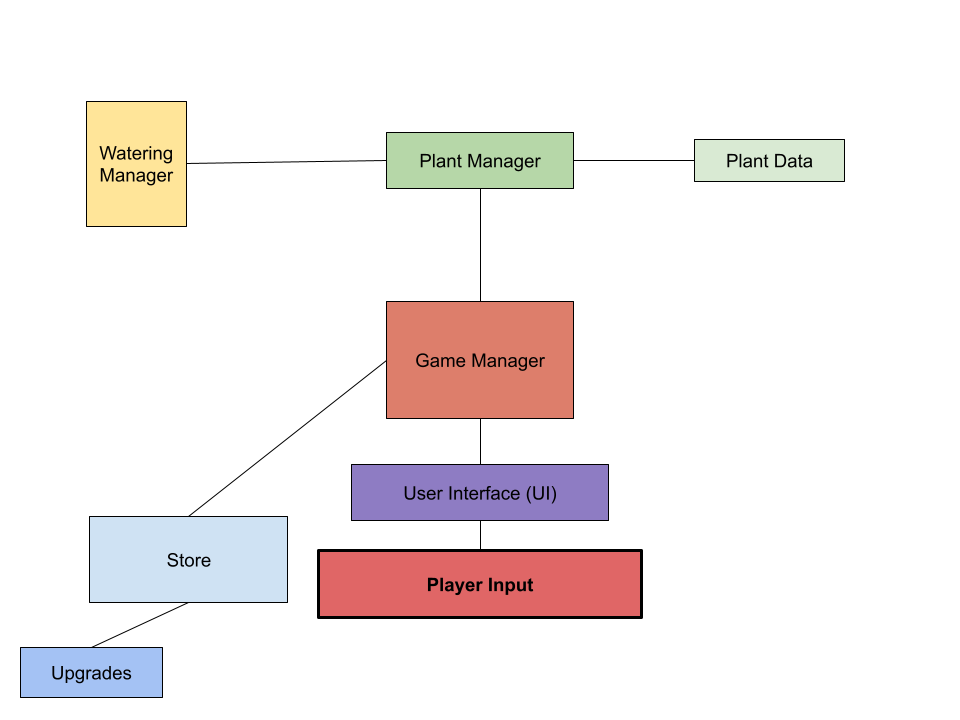 Watering
Manager
Plant Manager
Plant Data
Game Manager
User Interface (UI)
Store
Player Input
Upgrades